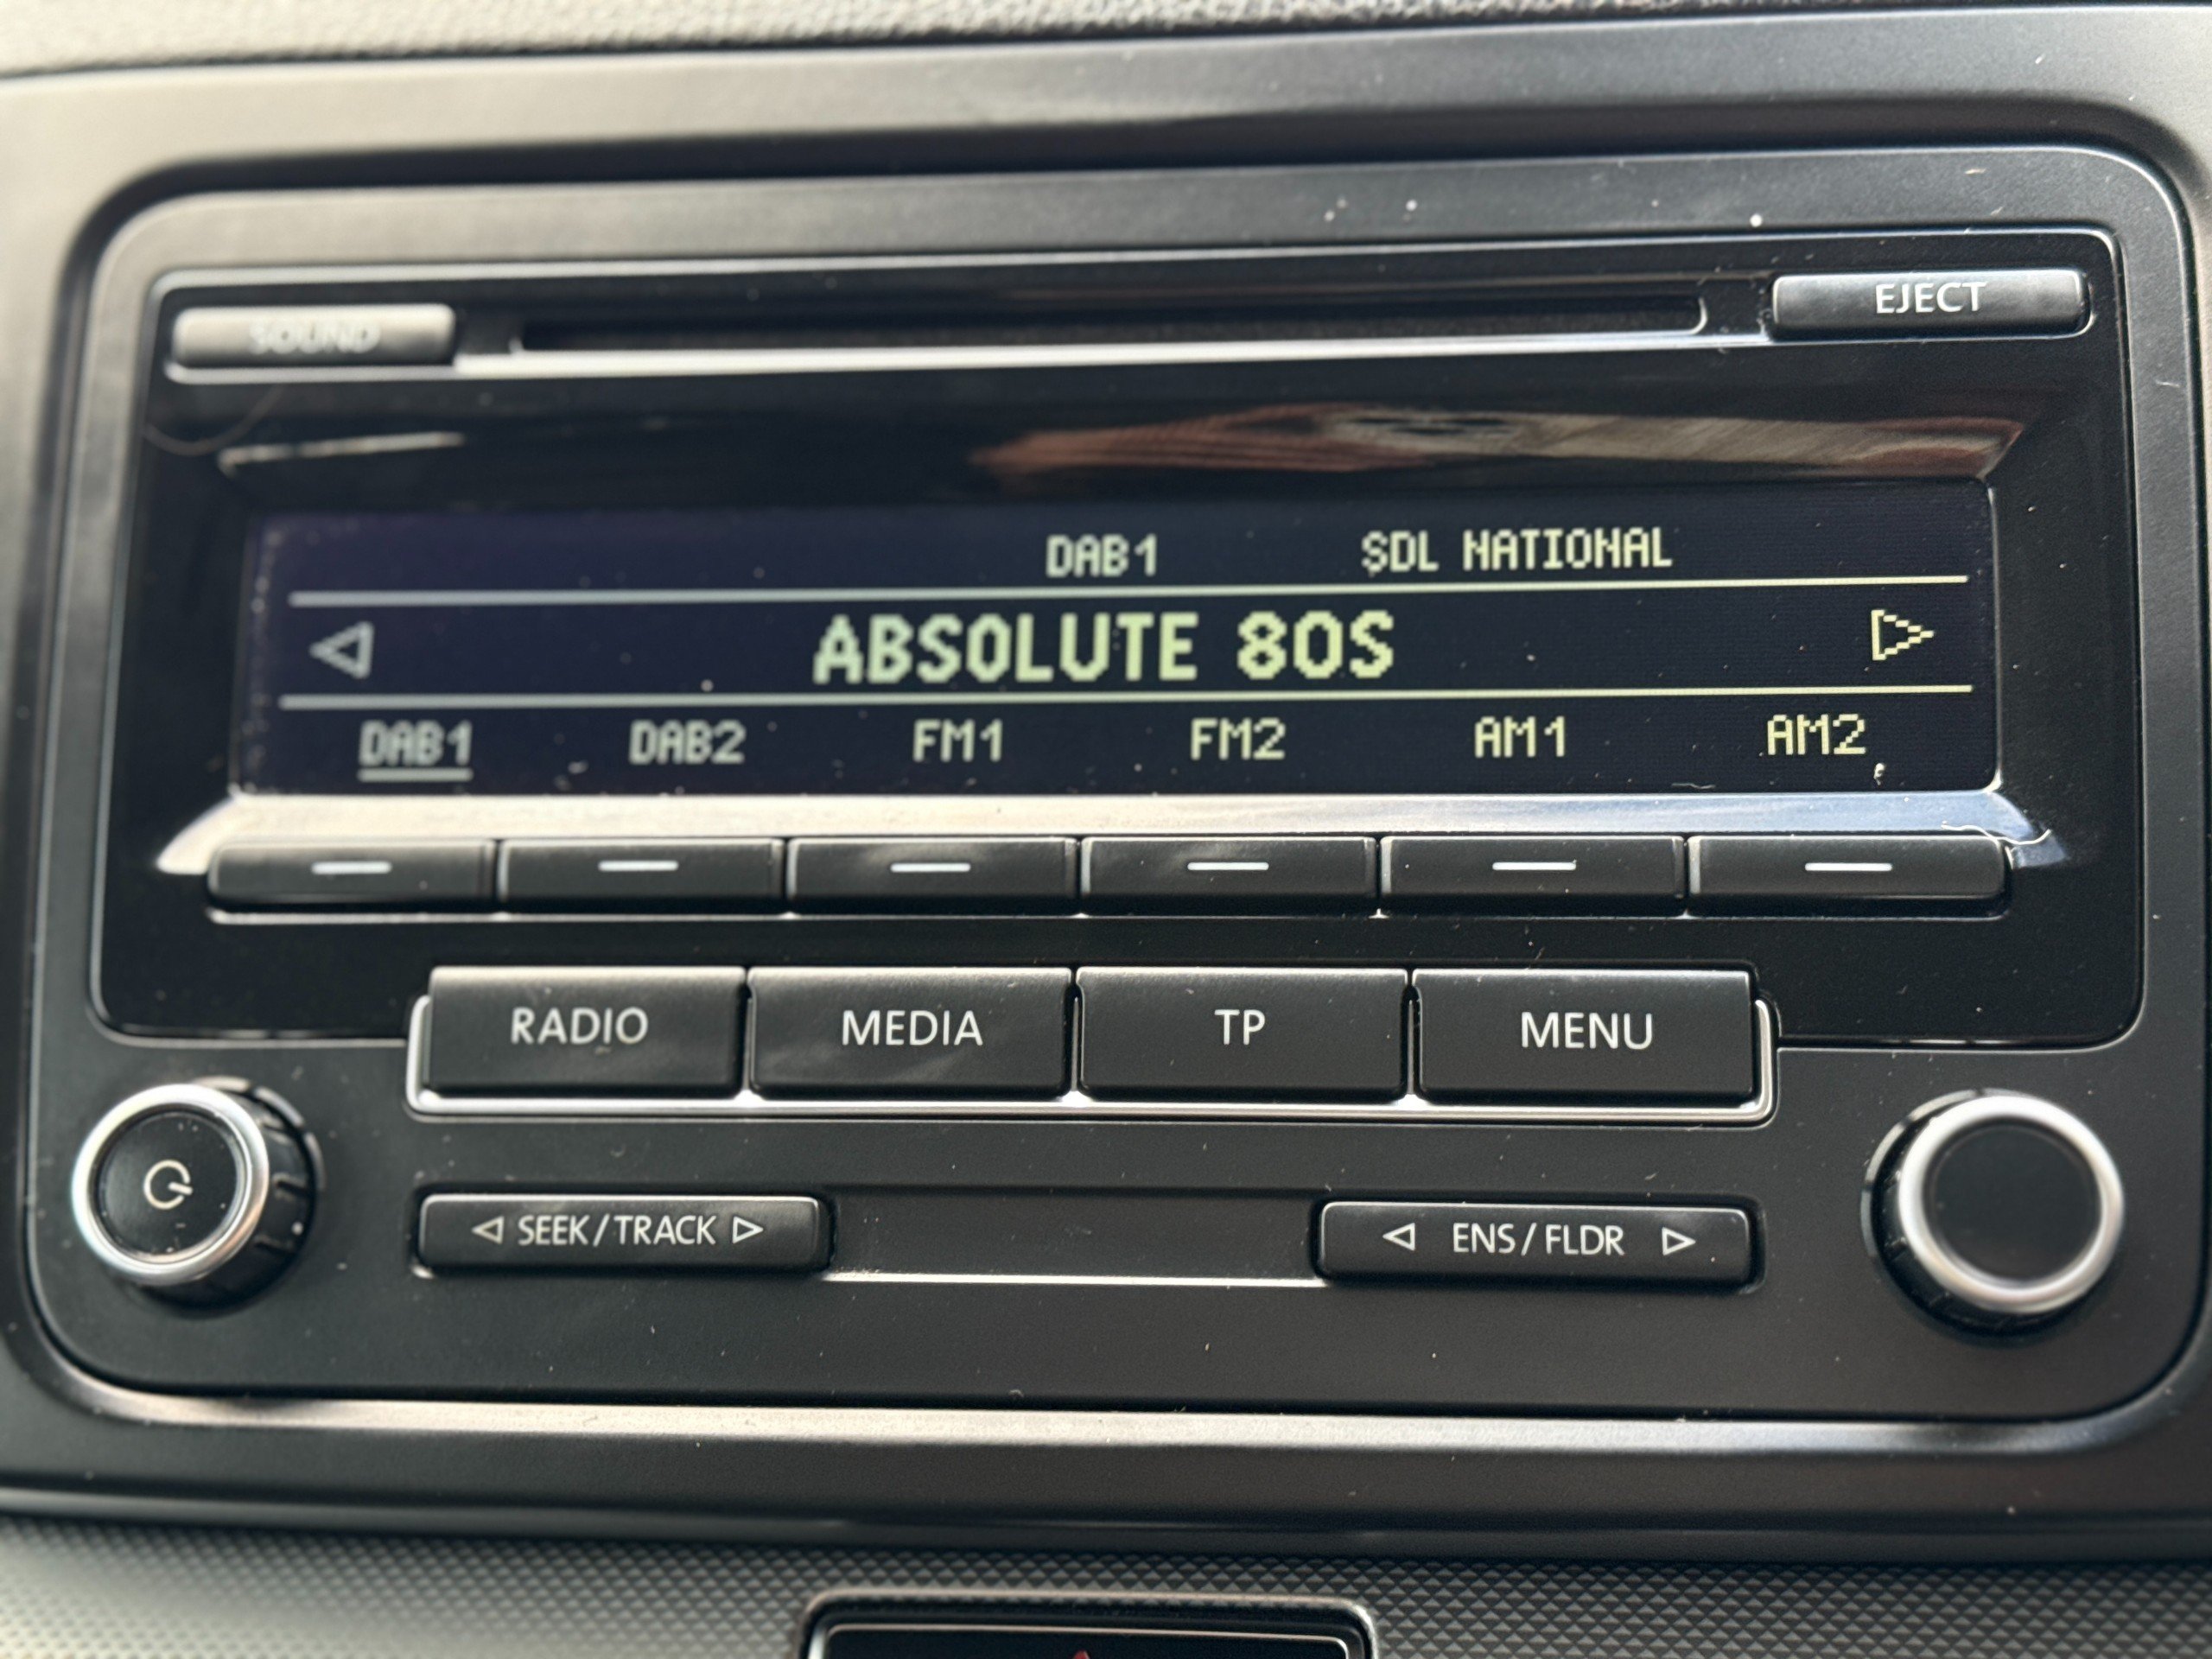 SOUND
EJECT
DAB1 SDL NATIONAL
ABSOLUTE 80S
DAB1 DAB2 FM1 FM2 AM1 AM2
RADIO MEDIA TP MENU
SEEK/TRACK ENS/FLDR